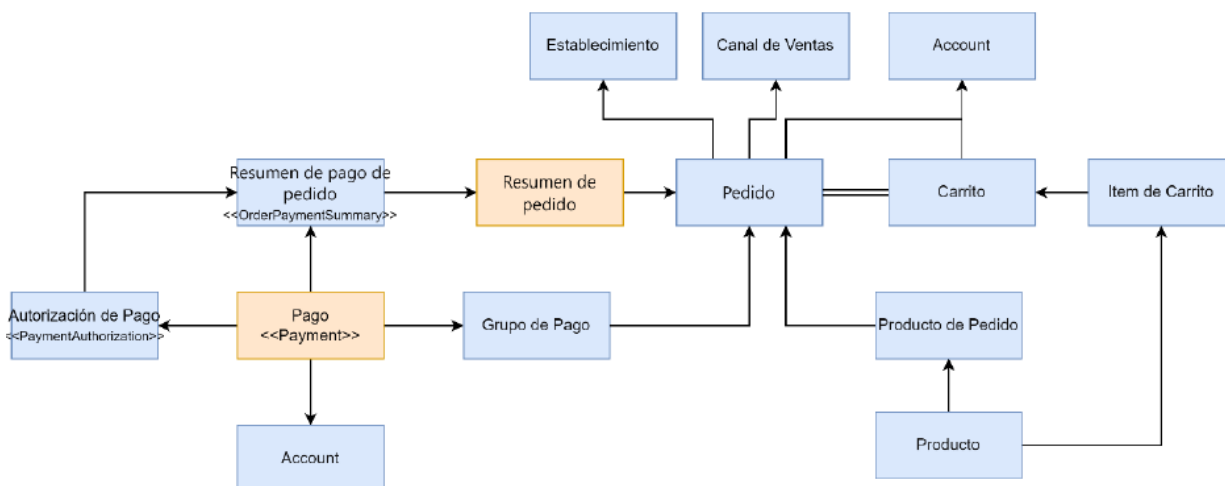 Establecimiento
Canal de Ventas
Account
Resumen de pago de
pedido
<<OrderPaymentSummary>>
Resumen de
pedido
Pedido
Carrito
Item de Carrito
Autorización de Pago
<<PaymentAuthorization>>
Pago
<<Payment>>
Grupo de Pago
Producto de Pedido
Account
Producto